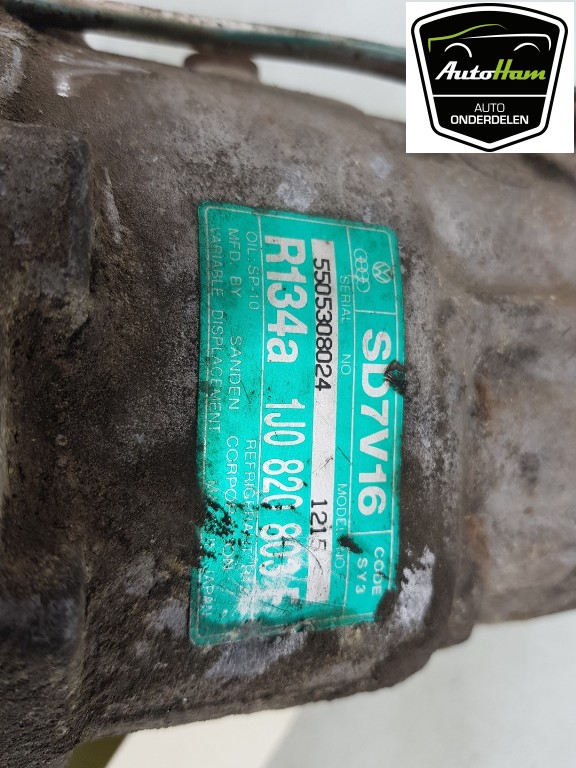 AutoHam
AUTO
ONDERDELEN
SD7V16
CODE
SY3
SERIAL NO
MODEL NO
5505308024
1215
R134a
1J0 820 803
REFRIGERANT
OIL: SP-10
MFD. BY SANDEN CORPORATION
VARIABLE DISPLACEMENT
JAPAN